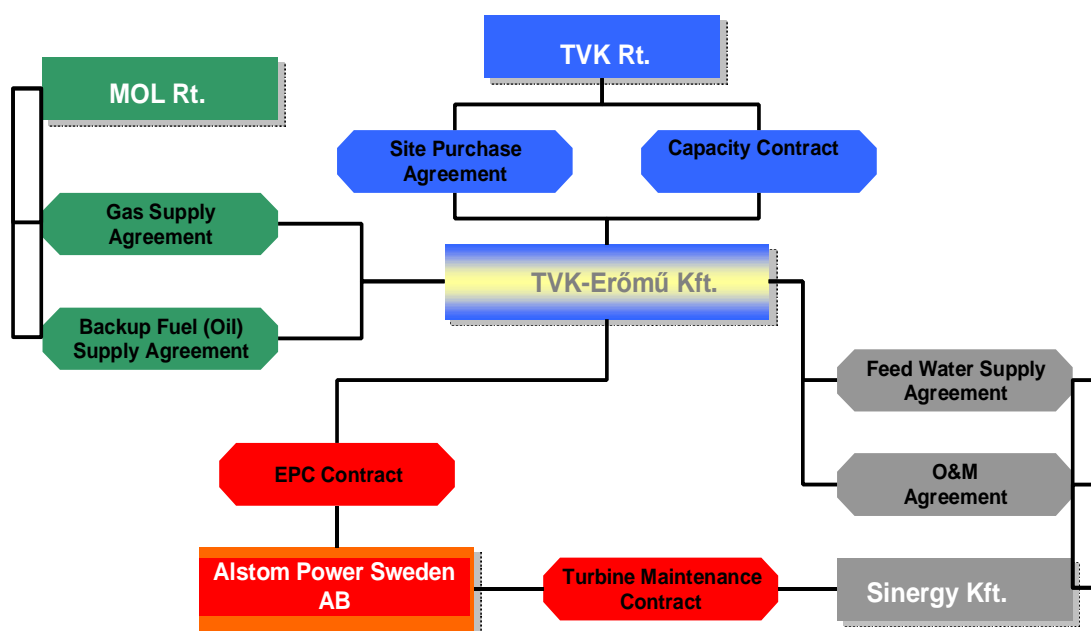 TVK Rt.
MOL Rt.
Site Purchase
Agreement
Capacity Contract
Gas Supply
Agreement
TVK-Erőmű Kft.
Backup Fuel (Oil)
Supply Agreement
Feed Water Supply
Agreement
EPC Contract
O&M
Agreement
Alstom Power Sweden
AB
Turbine Maintenance
Contract
Sinergy Kft.